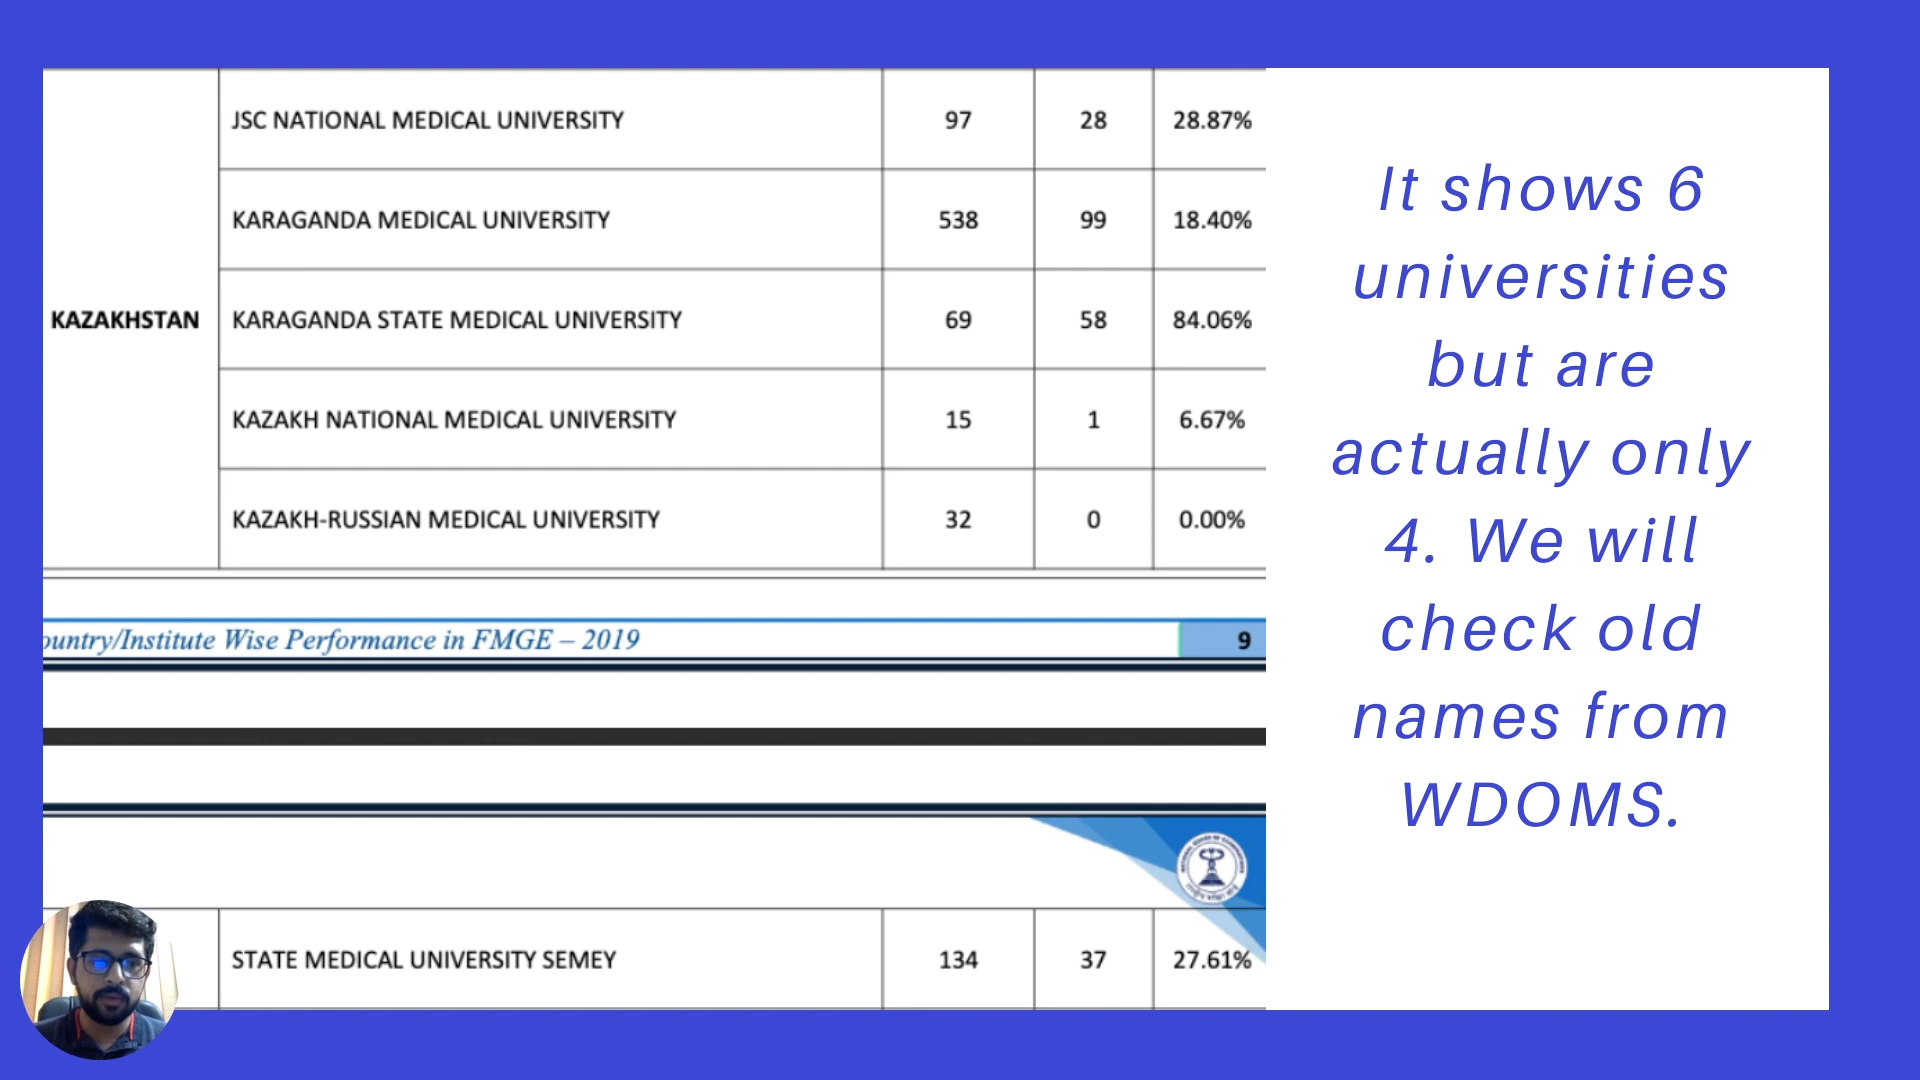 JSC NATIONAL MEDICAL UNIVERSITY 97 28 28.87%
KARAGANDA MEDICAL UNIVERSITY 538 99 18.40%
KAZAKHSTAN KARAGANDA STATE MEDICAL UNIVERSITY 69 58 84.06%
KAZAKH NATIONAL MEDICAL UNIVERSITY 15 1 6.67%
KAZAKH-RUSSIAN MEDICAL UNIVERSITY 32 0 0.00%
ountry/Institute Wise Performance in FMGE – 2019 9
STATE MEDICAL UNIVERSITY SEMEY 134 37 27.61%
It shows 6
universities
but are
actually only
4. We will
check old
names from
WDOMS.